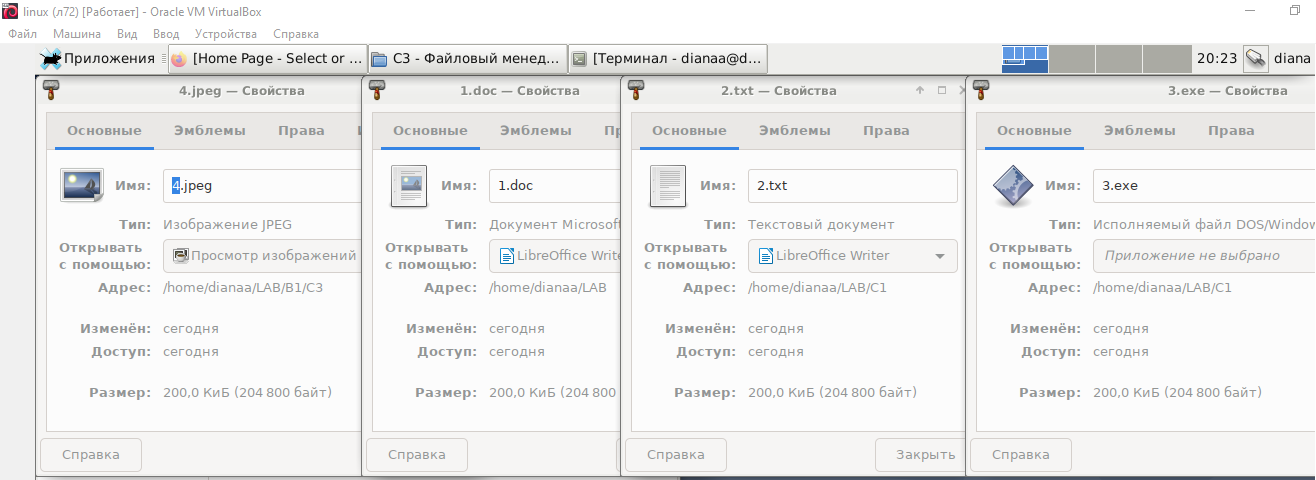 linux (л72) [Работает] - Oracle VM VirtualBox
Файл Машина Вид Ввод Устройства Справка
Приложения [Home Page - Select or ... C3 - Файловый менед... [Терминал - dianaa@d... 20:23 diana
4.jpeg — Свойства
Основные Эмблемы Права
Имя: 4.jpeg
Тип: Изображение JPEG
Открывать
с помощью: Просмотр изображений
Адрес: /home/dianaa/LAB/B1/C3
Изменён: сегодня
Доступ: сегодня
Размер: 200,0 КиБ (204 800 байт)
Справка
1.doc — Свойства
Основные Эмблемы Пр
Имя: 1.doc
Тип: Документ Microsoft
Открывать
с помощью: LibreOffice Write
Адрес: /home/dianaa/LAB
Изменён: сегодня
Доступ: сегодня
Размер: 200,0 КиБ (204 800
Справка
2.txt — Свойства
Основные Эмблемы Права
Имя: 2.txt
Тип: Текстовый документ
Открывать
с помощью: LibreOffice Writer
Адрес: /home/dianaa/LAB/C1
Изменён: сегодня
Доступ: сегодня
Размер: 200,0 КиБ (204 800 байт)
Справка Закрыть
3.exe — Свойства
Основные Эмблемы Права
Имя: 3.exe
Тип: Исполняемый файл DOS/Window
Открывать
с помощью: Приложение не выбрано
Адрес: /home/dianaa/LAB/C1
Изменён: сегодня
Доступ: сегодня
Размер: 200,0 КиБ (204 800 байт)
Справка